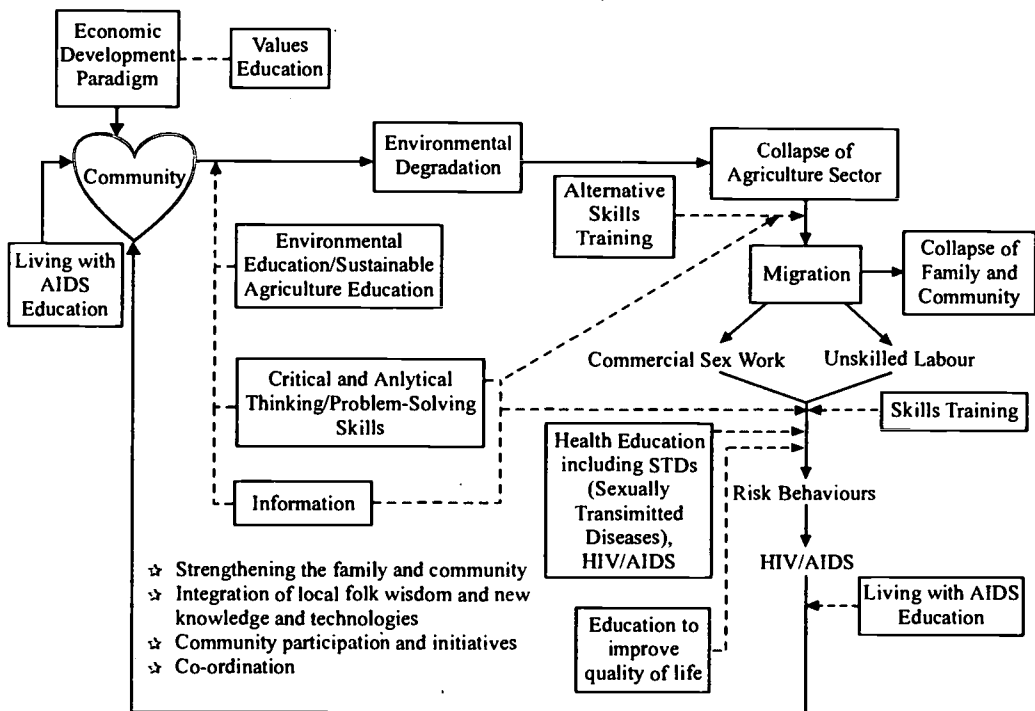 Economic
Development
Paradigm
Values
Education
Community
Environmental
Degradation
Collapse of
Agriculture Sector
Alternative
Skills
Training
Living with
AIDS
Education
Environmental
Education/Sustainable
Agriculture Education
Migration
Collapse of
Family and
Community
Commercial Sex Work
Unskilled Labour
Critical and Anlytical
Thinking/Problem-Solving
Skills
Skills Training
Health Education
including STDs
(Sexually
Transimitted
Diseases),
HIV/AIDS
Information
Risk Behaviours
HIV/AIDS
☆ Strengthening the family and community
☆ Integration of local folk wisdom and new
knowledge and technologies
☆ Community participation and initiatives
☆ Co-ordination
Living with AIDS
Education
Education to
improve
quality of life